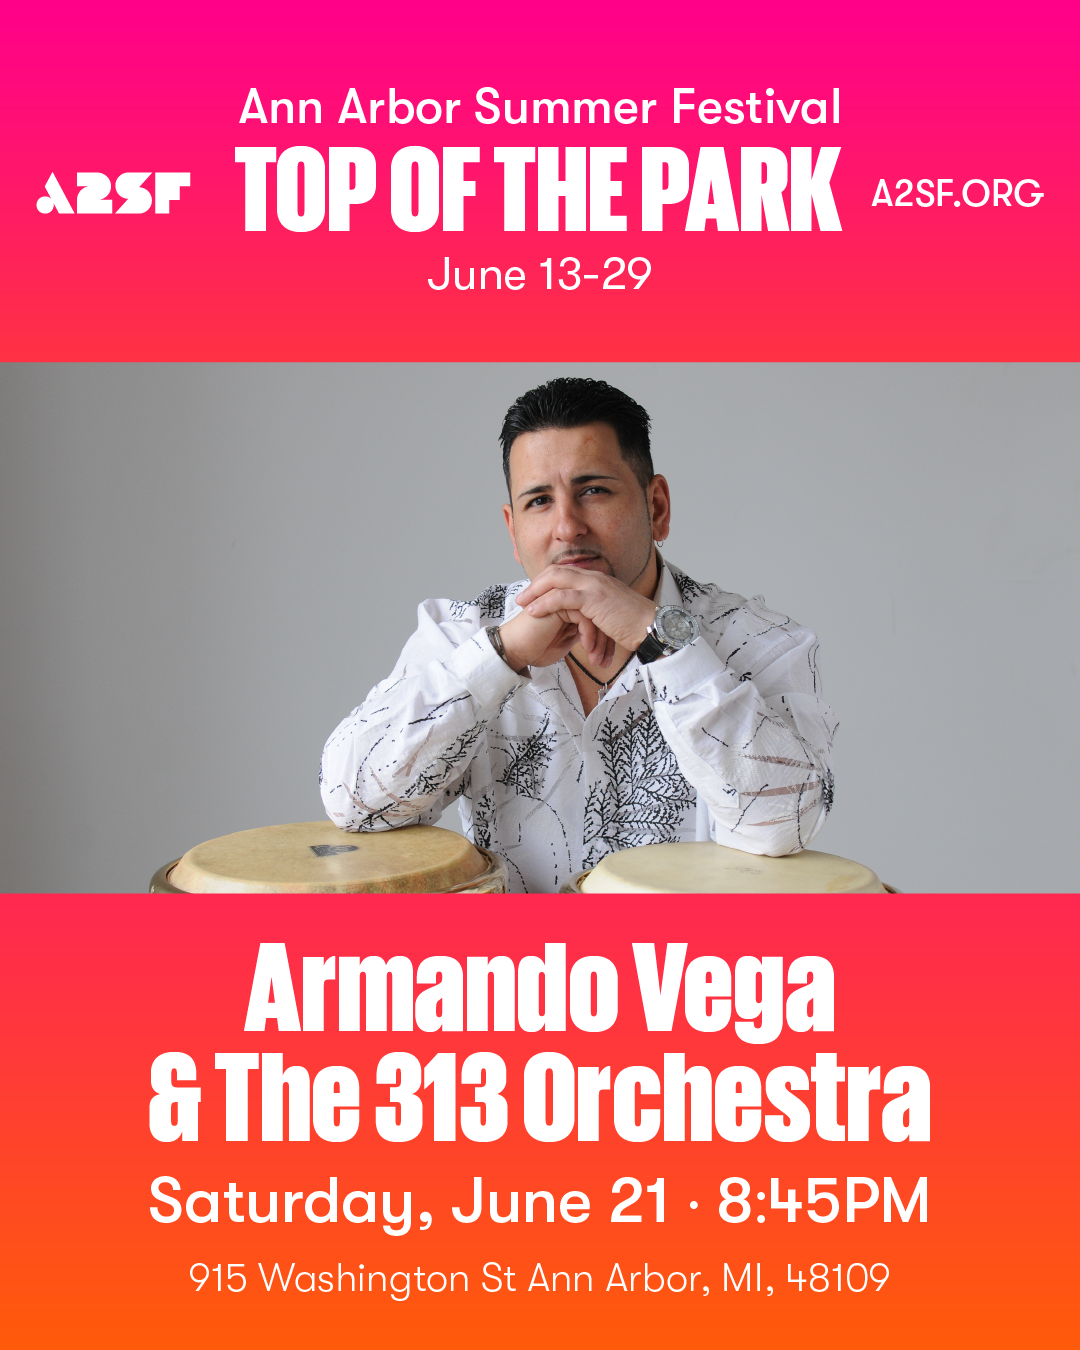 Ann Arbor Summer Festival
A2SF
TOP OF THE PARK
A2SF.ORG
June 13-29
Armando Vega
& The 313 Orchestra
Saturday, June 21 · 8:45PM
915 Washington St Ann Arbor, MI, 48109